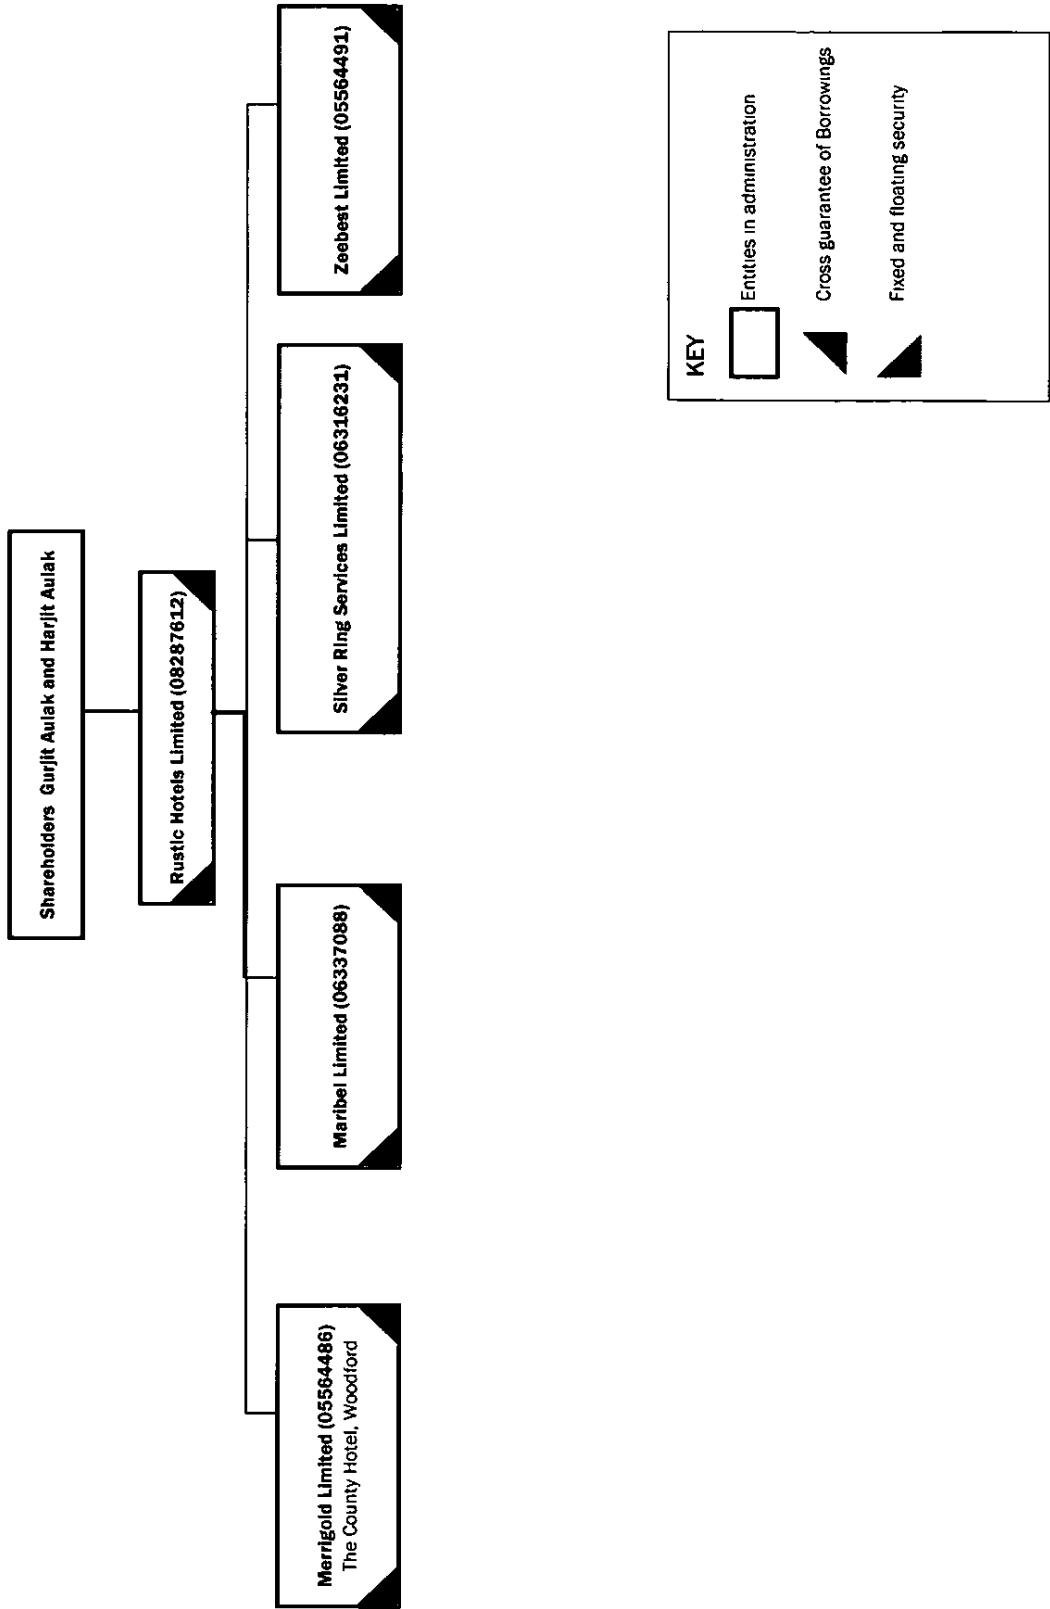 Shareholders Gurjit Aulak and Harjit Aulak
Rustic Hotels Limited (08287612)
Merrigold Limited (05564486)
The County Hotel, Woodford
Maribel Limited (06337088)
Silver Ring Services Limited (06316231)
Zeebest Limited (05564491)
KEY
Entities in administration
Cross guarantee of Borrowings
Fixed and floating security